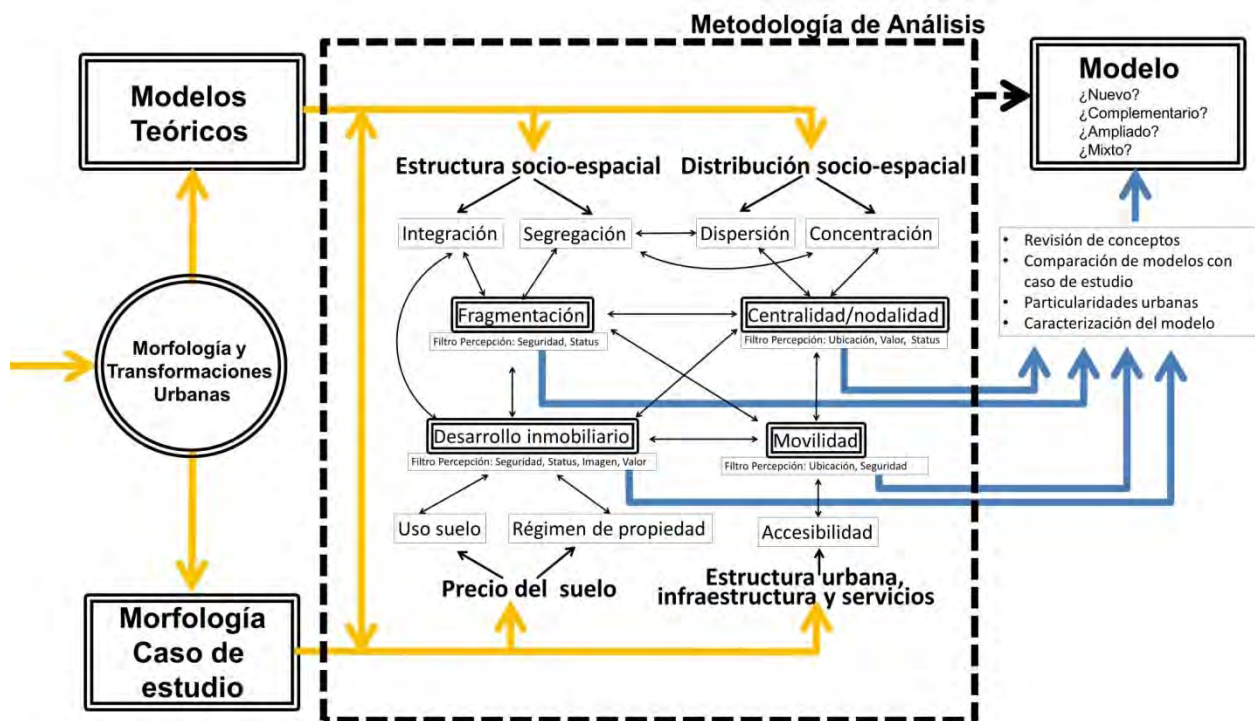 Metodología de Análisis
Modelos
Teóricos
Modelo
¿Nuevo?
¿Complementario?
¿Ampliado?
¿Mixto?
Estructura socio-espacial
Distribución socio-espacial
Integración
Segregación
Dispersión
Concentración
• Revisión de conceptos
• Comparación de modelos con
caso de estudio
• Particularidades urbanas
• Caracterización del modelo
Fragmentación
Filtro Percepción: Seguridad, Status
Centralidad/nodalidad
Filtro Percepción: Ubicación, Valor, Status
Morfología y
Transformaciones
Urbanas
Desarrollo inmobiliario
Filtro Percepción: Seguridad, Status, Imagen, Valor
Movilidad
Filtro Percepción: Ubicación, Seguridad
Uso suelo
Régimen de propiedad
Accesibilidad
Precio del suelo
Estructura urbana,
infraestructura y servicios
Morfología
Caso de
estudio